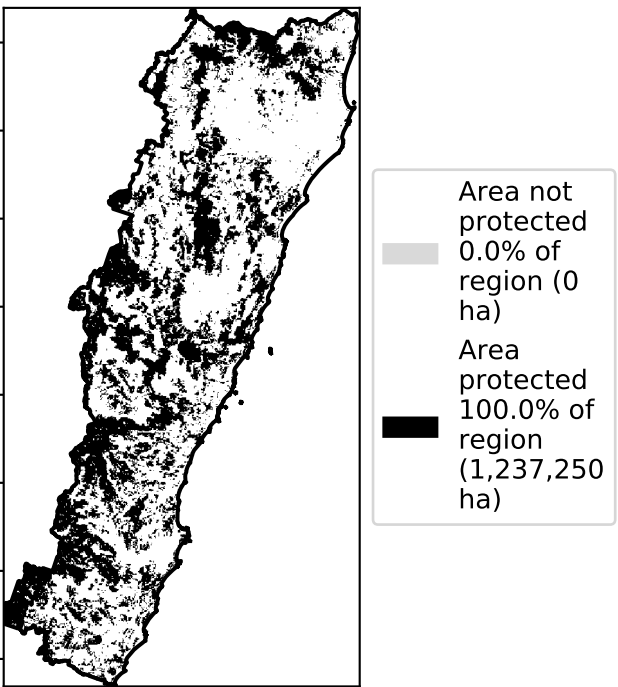 Area not
protected
0.0% of
region (0
ha)
Area
protected
100.0% of
region
(1,237,250
ha)